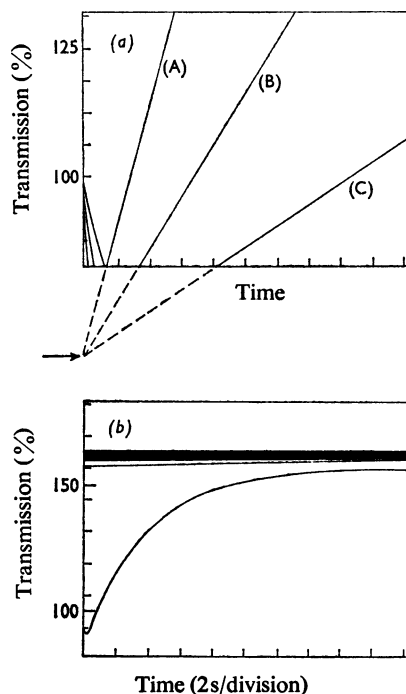 125
(a)
(A)
(B)
Transmission (%)
100
(C)
Time
(b)
Transmission (%)
150
100
Time (2s/division)